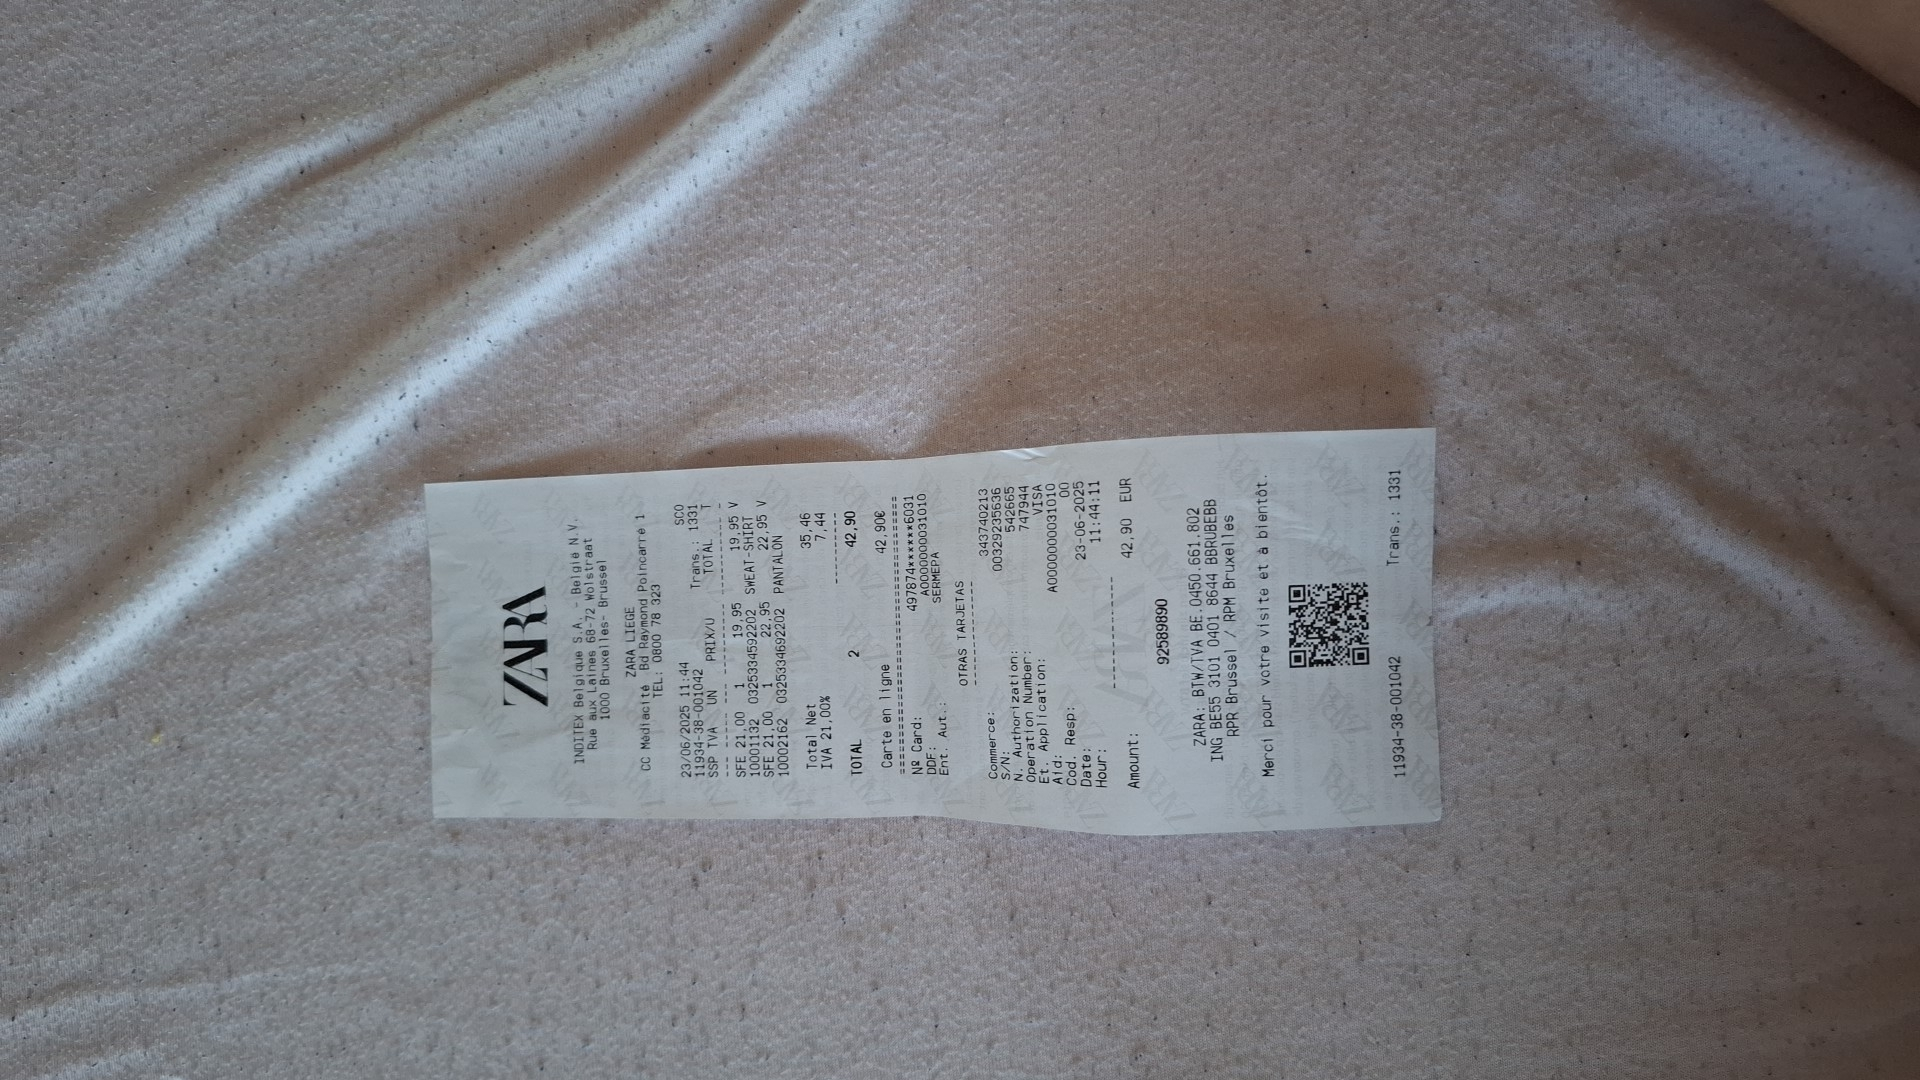 ZARA
INDITEX Belgique S.A. - Belgïe N.V.
Rue aux Laines 68-72 Wolstraat
1000 Bruxelles- Brussel
ZARA LIEGE
CC Médiacité Bd Raymond Poincarré 1
TEL: 0800 78 323
23/06/2025 11:44 SCO
11934-38-001042 Trans.: 1331
SSP TVA UN PRIX/U TOTAL T
SFE 21.00 1 19,95 19,95 V
10001132 03253345922​02 SWEAT-SHIRT
SFE 21.00 1 22,95 22,95 V
10002162 0325334692202 PANTALON
Total Net 35,46
IVA 21,00% 7,44
TOTAL 2 42,90
Carte en ligne 42,90€
Nº Card: 497874******6031
DDF: A0000000031010
Ent. Aut.: SERMEPA
OTRAS TARJETAS
Commerce: 343740213
S/N: 00329235636
N. Authorization: 542665
Operation Number: 747944
Et. Application: VISA
Aid: A0000000031010
Cod. Resp: 00
Date: 23-06-2025
Hour: 11:44:11
Amount: 42,90 EUR
92589890
ZARA: BTW/TVA BE.0450.661.802
ING BE55 3101 0401 8644 BBRUBEBB
RPR Brussel / RPM Bruxelles
Merci pour votre visite et à bientôt.
11934-38-001042 Trans.: 1331